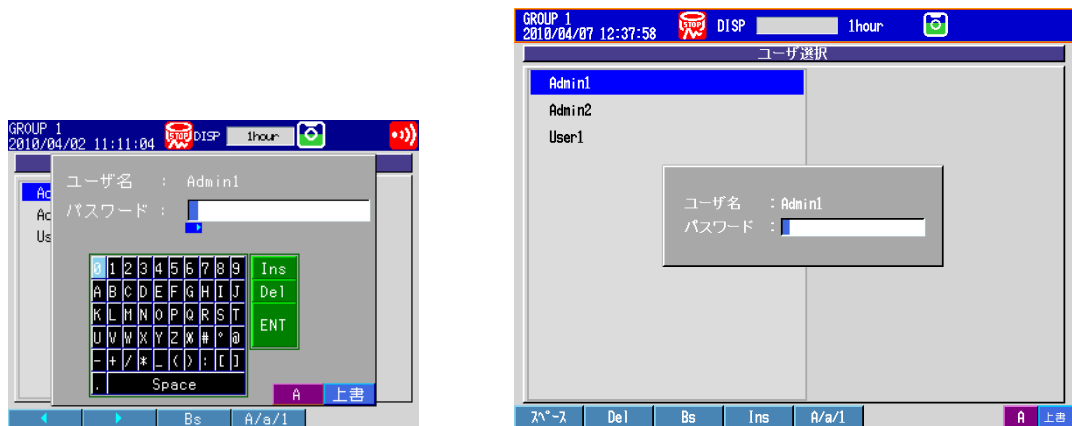 GROUP 1
2010/04/02 11:11:04
STOP
DISP
1hour
Ad
Ac
Us
ユーザ名 : Admin1
パスワード :
0 1 2 3 4 5 6 7 8 9
A B C D E F G H I J
K L M N O P Q R S T
U V W X Y Z % # ° @
- + / * _ ( ) : [ ]
. Space
Ins
Del
ENT
A 上書
Bs A/a/1
GROUP 1
2010/04/07 12:37:58
STOP
DISP
1hour
ユーザ選択
Admin1
Admin2
User1
ユーザ名 : Admin1
パスワード :
スペース Del Bs Ins A/a/1 A 上書